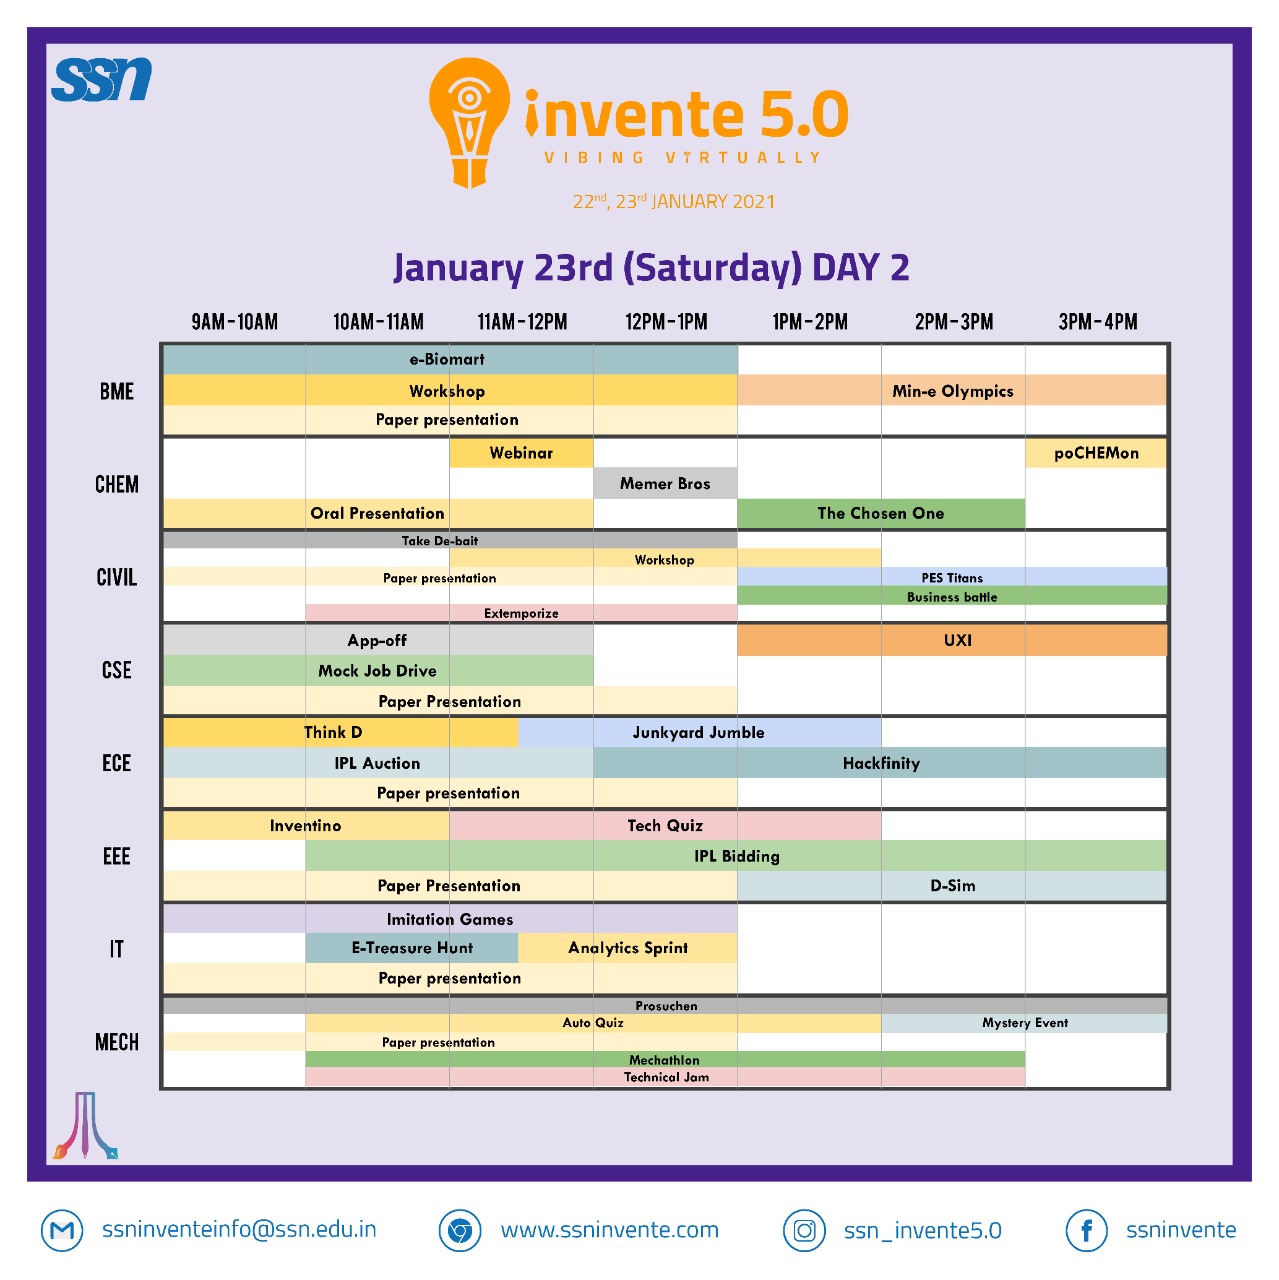 ssn
invente 5.0
VIBING VIRTUALLY
22nd, 23rd JANUARY 2021
January 23rd (Saturday) DAY 2
9AM-10AM 10AM-11AM 11AM-12PM 12PM-1PM 1PM-2PM 2PM-3PM 3PM-4PM
BME
e-Biomart
Workshop Min-e Olympics
Paper presentation
CHEM
Webinar poCHEMon
Memer Bros
Oral Presentation The Chosen One
CIVIL
Take De-bait
Workshop
Paper presentation PES Titans
Business battle
Extemporize
CSE
App-off UXI
Mock Job Drive
Paper Presentation
ECE
Think D Junkyard Jumble
IPL Auction Hackfinity
Paper presentation
EEE
Inventino Tech Quiz
IPL Bidding
Paper Presentation D-Sim
IT
Imitation Games
E-Treasure Hunt Analytics Sprint
Paper presentation
MECH
Prosuchen
Auto Quiz Mystery Event
Paper presentation
Mechathlon
Technical Jam
ssninventeinfo@ssn.edu.in www.ssninvente.com ssn_invente5.0 ssninvente